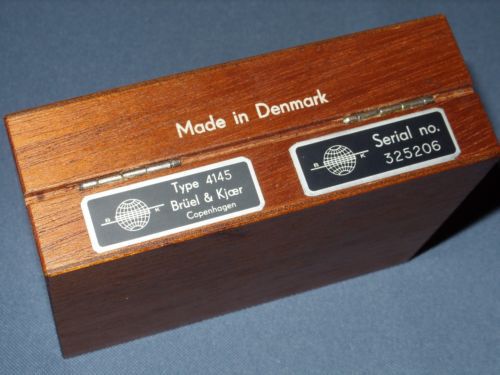 Made in Denmark
B K
Type 4145
Brüel & Kjær
Copenhagen
B K
Serial no.
325206